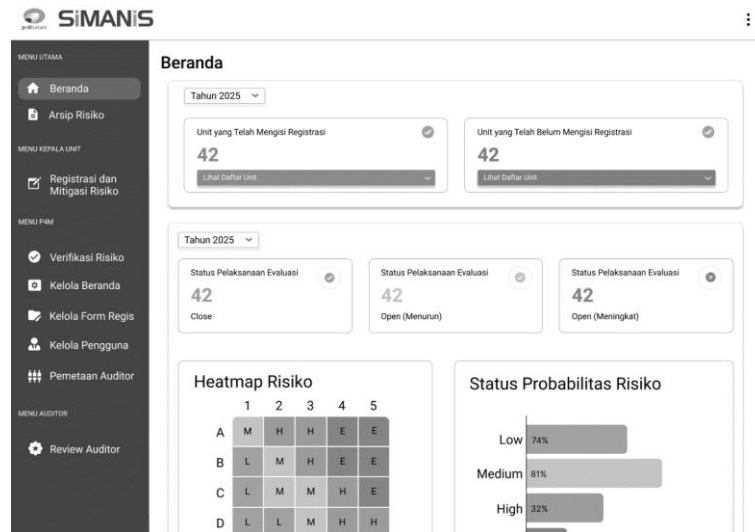 SiMANiS
MENU UTAMA
Beranda
Arsip Risiko
MENU KEPALA UNIT
Registrasi dan
Mitigasi Risiko
MENU P4M
Verifikasi Risiko
Kelola Beranda
Kelola Form Regis
Kelola Pengguna
Pemetaan Auditor
MENU AUDITOR
Review Auditor
Beranda
Tahun 2025
Unit yang Telah Mengisi Registrasi
42
Lihat Daftar Unit
Unit yang Telah Belum Mengisi Registrasi
42
Lihat Daftar Unit
Tahun 2025
Status Pelaksanaan Evaluasi
42
Close
Status Pelaksanaan Evaluasi
42
Open (Menurun)
Status Pelaksanaan Evaluasi
42
Open (Meningkat)
Heatmap Risiko
1 2 3 4 5
A M H H E E
B L M H E E
C L M M H E
D L L M H H
Status Probabilitas Risiko
Low 74%
Medium 81%
High 32%